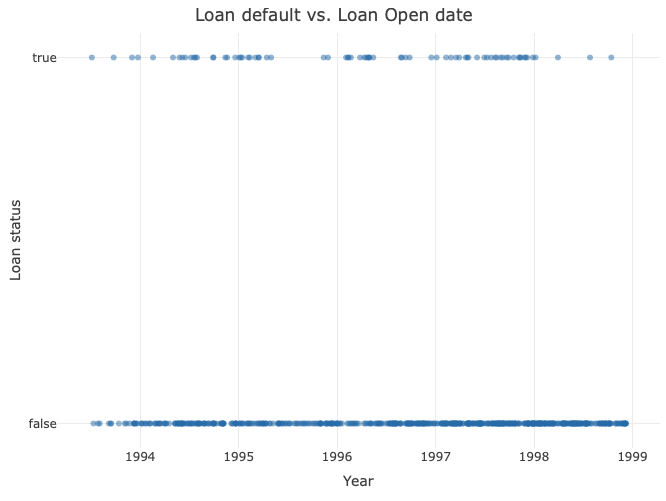 Loan default vs. Loan Open date
true
Loan status
false
1994 1995 1996 1997 1998 1999
Year